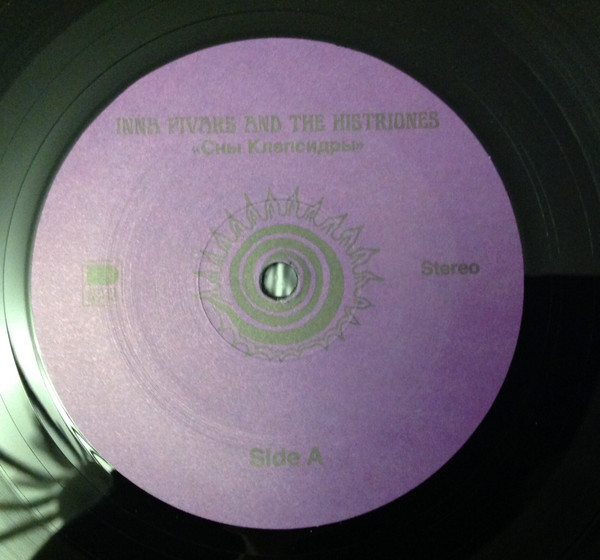 INNA PIVARS AND THE HISTRIONES
«Сны Клепсидры»
Stereo
Side A